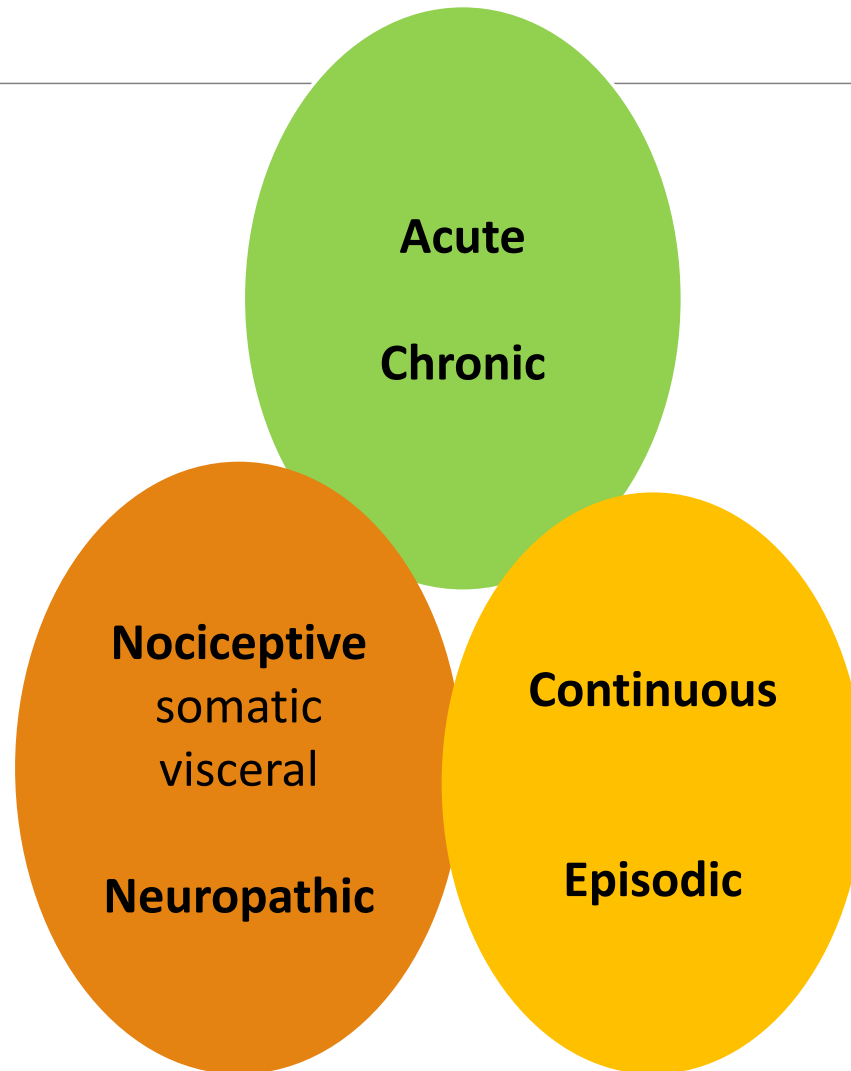 Acute
Chronic
Nociceptive
somatic
visceral
Neuropathic
Continuous
Episodic